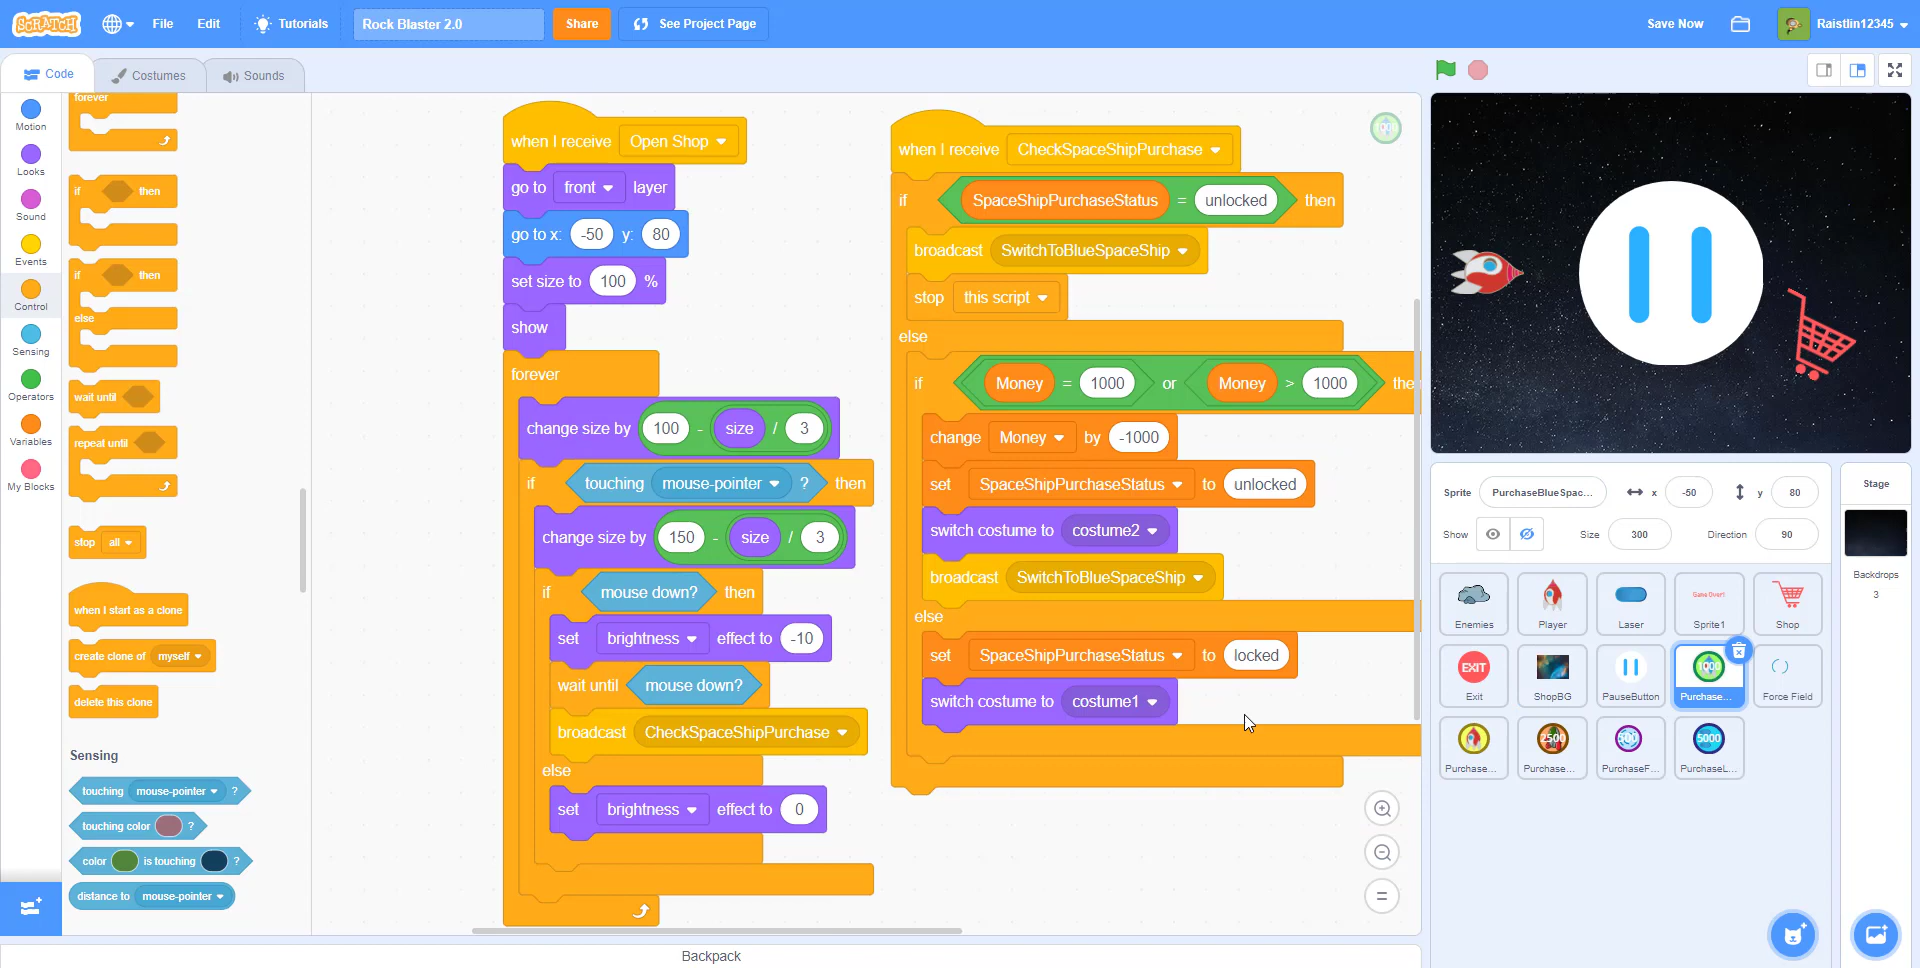 SCRATCH
File
Edit
Tutorials
Rock Blaster 2.0
Share
See Project Page
Save Now
Raistlin12345
Code
Costumes
Sounds
Motion
Looks
Sound
Events
Control
Sensing
Operators
Variables
My Blocks
forever
if then
if then
else
wait until
repeat until
stop all
when I start as a clone
create clone of myself
delete this clone
Sensing
touching mouse-pointer ?
touching color ?
color is touching ?
distance to mouse-pointer
when I receive Open Shop
go to front layer
go to x: -50 y: 80
set size to 100 %
show
forever
change size by 100 - size / 3
if touching mouse-pointer ? then
change size by 150 - size / 3
if mouse down? then
set brightness effect to -10
wait until mouse down?
broadcast CheckSpaceShipPurchase
else
set brightness effect to 0
when I receive CheckSpaceShipPurchase
if SpaceShipPurchaseStatus = unlocked then
broadcast SwitchToBlueSpaceShip
stop this script
else
if Money = 1000 or Money > 1000 the
change Money by -1000
set SpaceShipPurchaseStatus to unlocked
switch costume to costume2
broadcast SwitchToBlueSpaceShip
else
set SpaceShipPurchaseStatus to locked
switch costume to costume1
Backpack
Sprite PurchaseBlueSpac... x -50 y 80
Show Size 300 Direction 90
Stage
Backdrops
3
Enemies
Player
Laser
Game Over!
Sprite1
Shop
EXIT
Exit
ShopBG
PauseButton
1000
Purchase...
Force Field
Purchase...
2500
Purchase...
500
PurchaseF...
5000
PurchaseL...